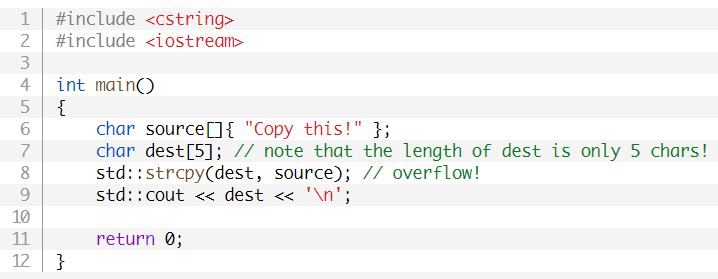 1 #include <cstring>
2 #include <iostream>
3
4 int main()
5 {
6     char source[]{ "Copy this!" };
7     char dest[5]; // note that the length of dest is only 5 chars!
8     std::strcpy(dest, source); // overflow!
9     std::cout << dest << '\n';
10
11     return 0;
12 }